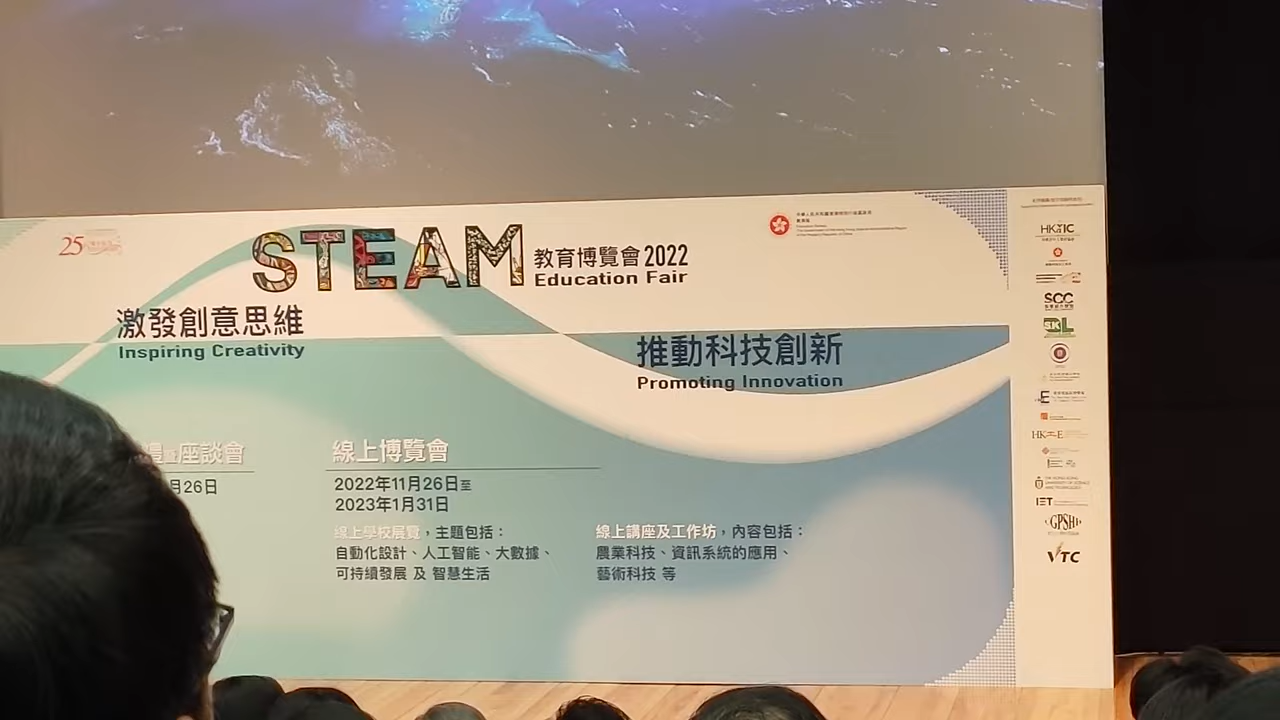 25
STEAM 教育博覽會2022
Education Fair
激發創意思維
Inspiring Creativity
推動科技創新
Promoting Innovation
座談會
月26日
線上博覽會
2022年11月26日至
2023年1月31日
線上學校展覽，主題包括：
自動化設計、人工智能、大數據、
可持續發展 及 智慧生活
線上講座及工作坊，內容包括：
農業科技、資訊系統的應用、
藝術科技 等
SCC
IET
GPSH
VTC